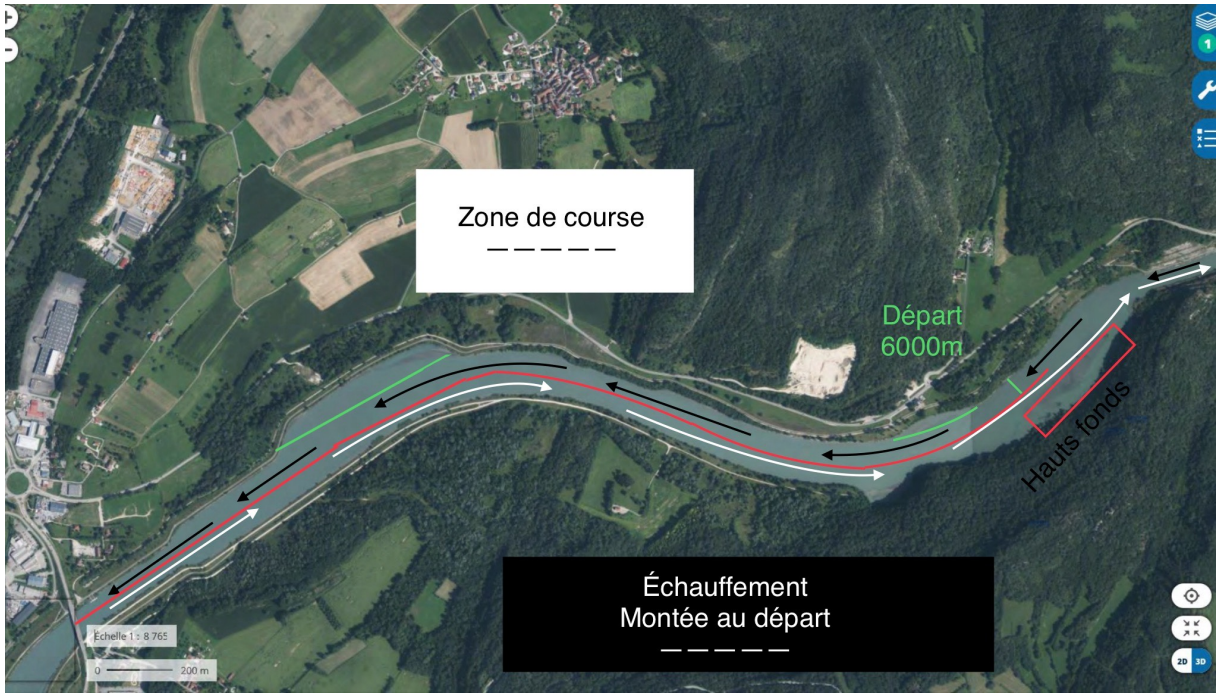 +
-
1
Zone de course
_ _ _ _ _
Départ
6000m
Hauts fonds
Échauffement
Montée au départ
_ _ _ _ _
Échelle 1 : 8 765
0 200 m
2D 3D